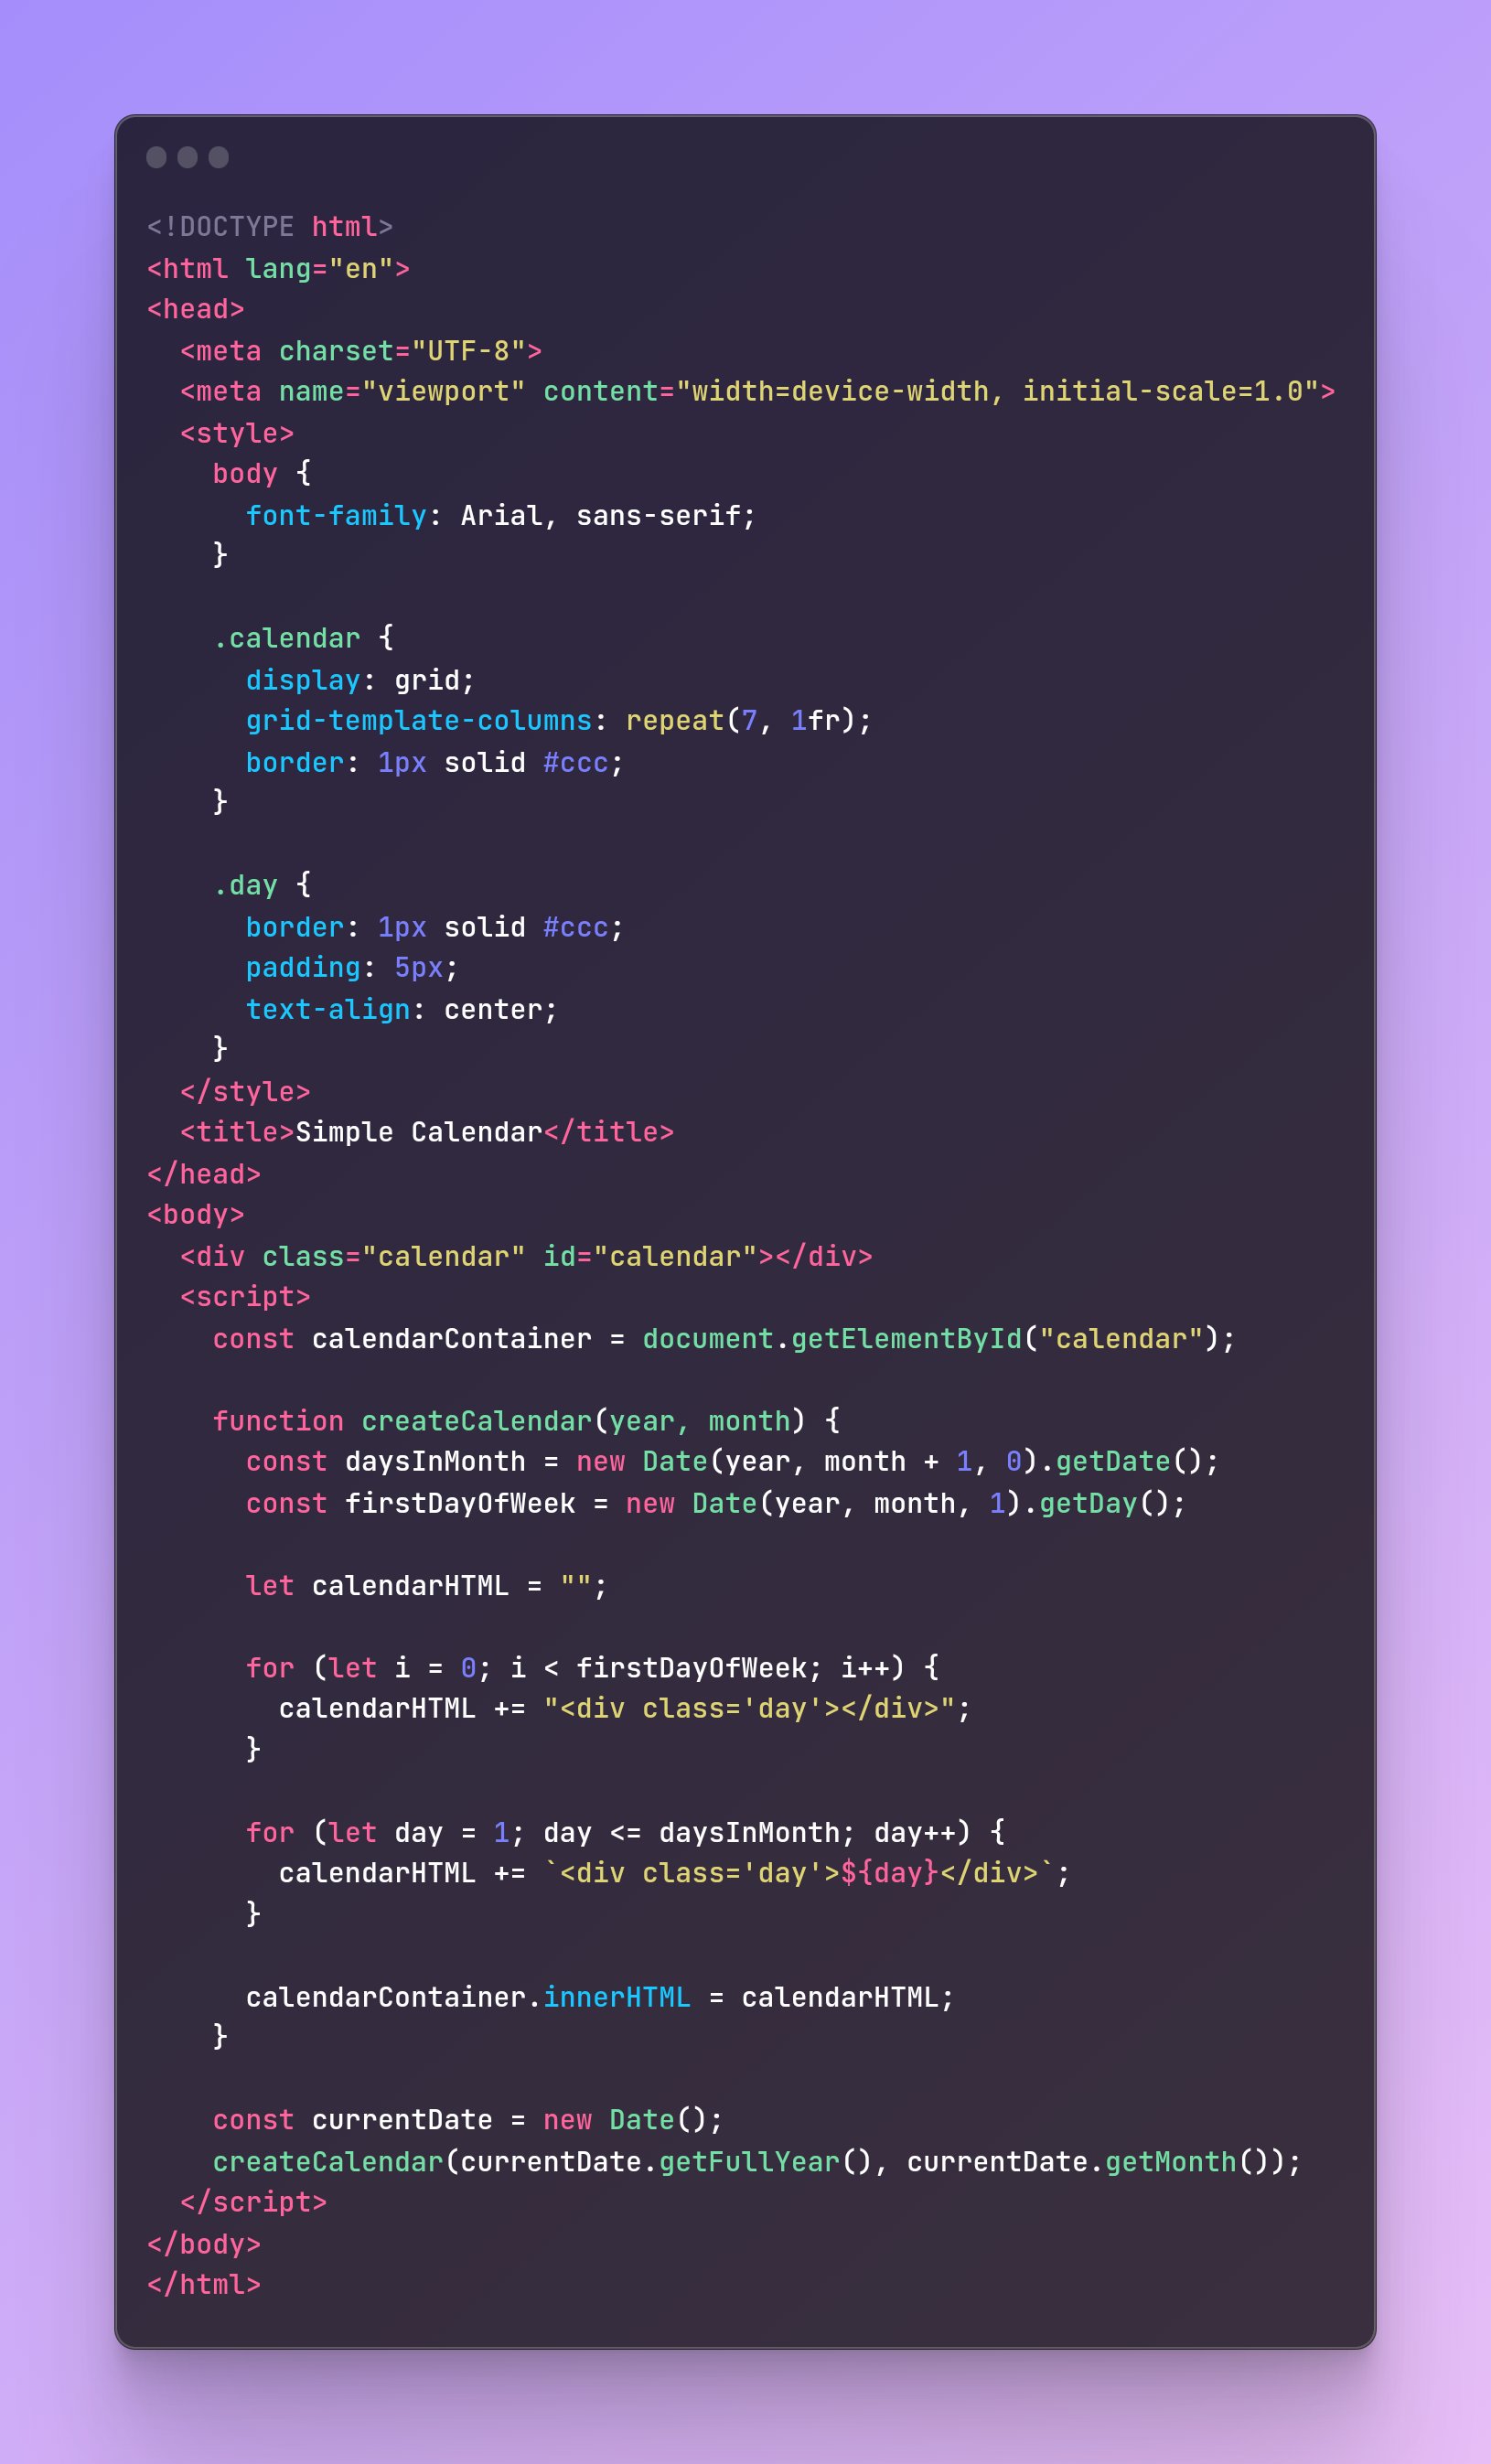 <!DOCTYPE html>
<html lang="en">
<head>
  <meta charset="UTF-8">
  <meta name="viewport" content="width=device-width, initial-scale=1.0">
  <style>
    body {
      font-family: Arial, sans-serif;
    }

    .calendar {
      display: grid;
      grid-template-columns: repeat(7, 1fr);
      border: 1px solid #ccc;
    }

    .day {
      border: 1px solid #ccc;
      padding: 5px;
      text-align: center;
    }
  </style>
  <title>Simple Calendar</title>
</head>
<body>
  <div class="calendar" id="calendar"></div>
  <script>
    const calendarContainer = document.getElementById("calendar");

    function createCalendar(year, month) {
      const daysInMonth = new Date(year, month + 1, 0).getDate();
      const firstDayOfWeek = new Date(year, month, 1).getDay();

      let calendarHTML = "";

      for (let i = 0; i < firstDayOfWeek; i++) {
        calendarHTML += "<div class='day'></div>";
      }

      for (let day = 1; day <= daysInMonth; day++) {
        calendarHTML += `<div class='day'>${day}</div>`;
      }

      calendarContainer.innerHTML = calendarHTML;
    }

    const currentDate = new Date();
    createCalendar(currentDate.getFullYear(), currentDate.getMonth());
  </script>
</body>
</html>